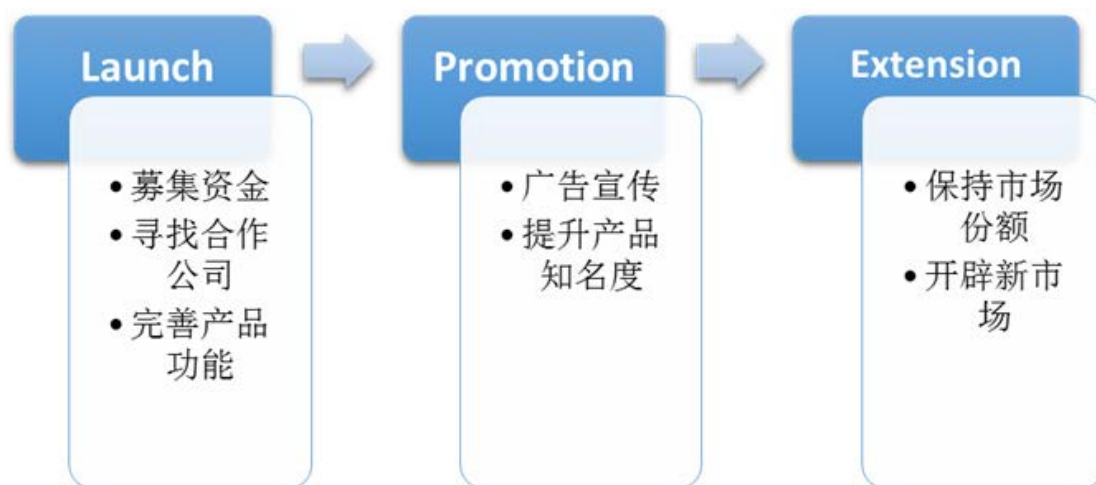 Launch
• 募集资金
• 寻找合作
公司
• 完善产品
功能
Promotion
• 广告宣传
• 提升产品
知名度
Extension
• 保持市场
份额
• 开辟新市
场